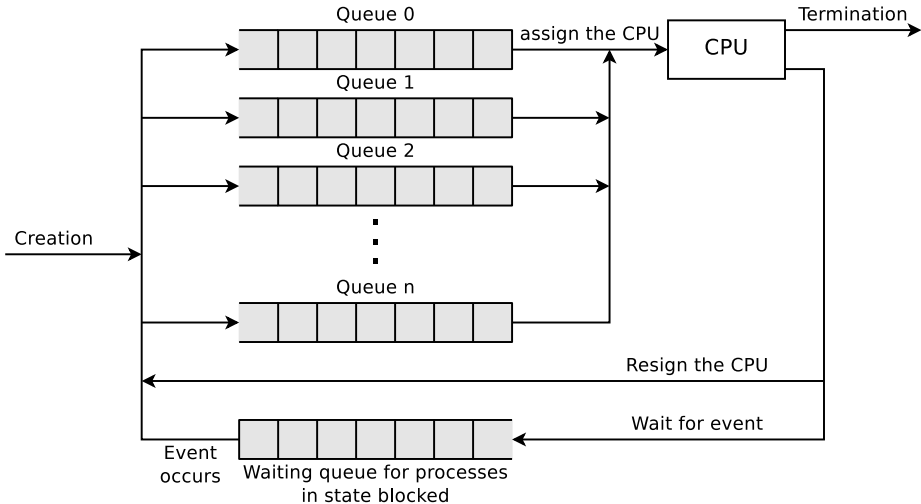 Queue 0
Termination
assign the CPU
CPU
Queue 1
Queue 2
Creation
Queue n
Resign the CPU
Wait for event
Event
occurs
Waiting queue for processes
in state blocked